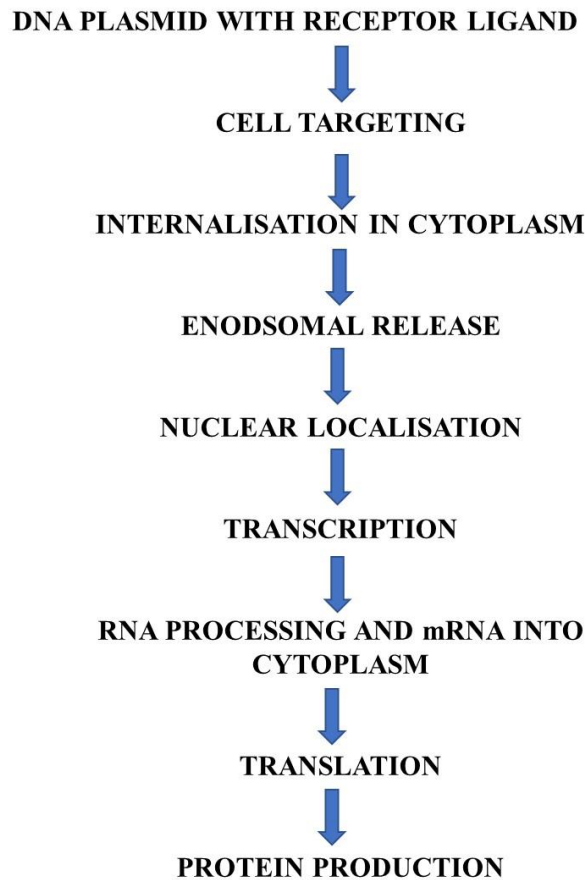 DNA PLASMID WITH RECEPTOR LIGAND
CELL TARGETING
INTERNALISATION IN CYTOPLASM
ENODSOMAL RELEASE
NUCLEAR LOCALISATION
TRANSCRIPTION
RNA PROCESSING AND mRNA INTO
CYTOPLASM
TRANSLATION
PROTEIN PRODUCTION